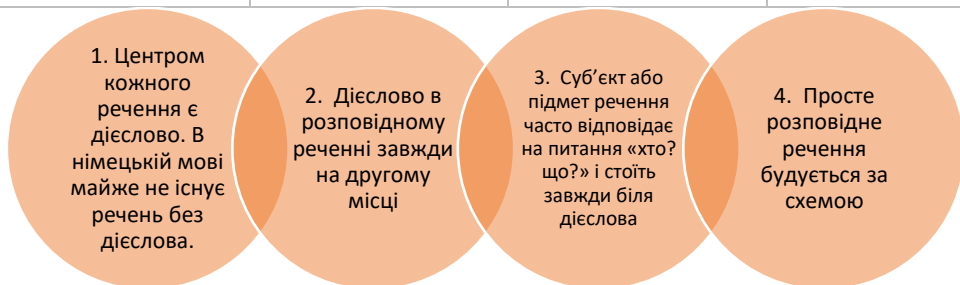 1. Центром
кожного
речення є
дієслово. В
німецькій мові
майже не існує
речень без
дієслова.
2. Дієслово в
розповідному
реченні завжди
на другому
місці
3. Суб’єкт або
підмет речення
часто відповідає
на питання «хто?
що?» і стоїть
завжди біля
дієслова
4. Просте
розповідне
речення
будується за
схемою